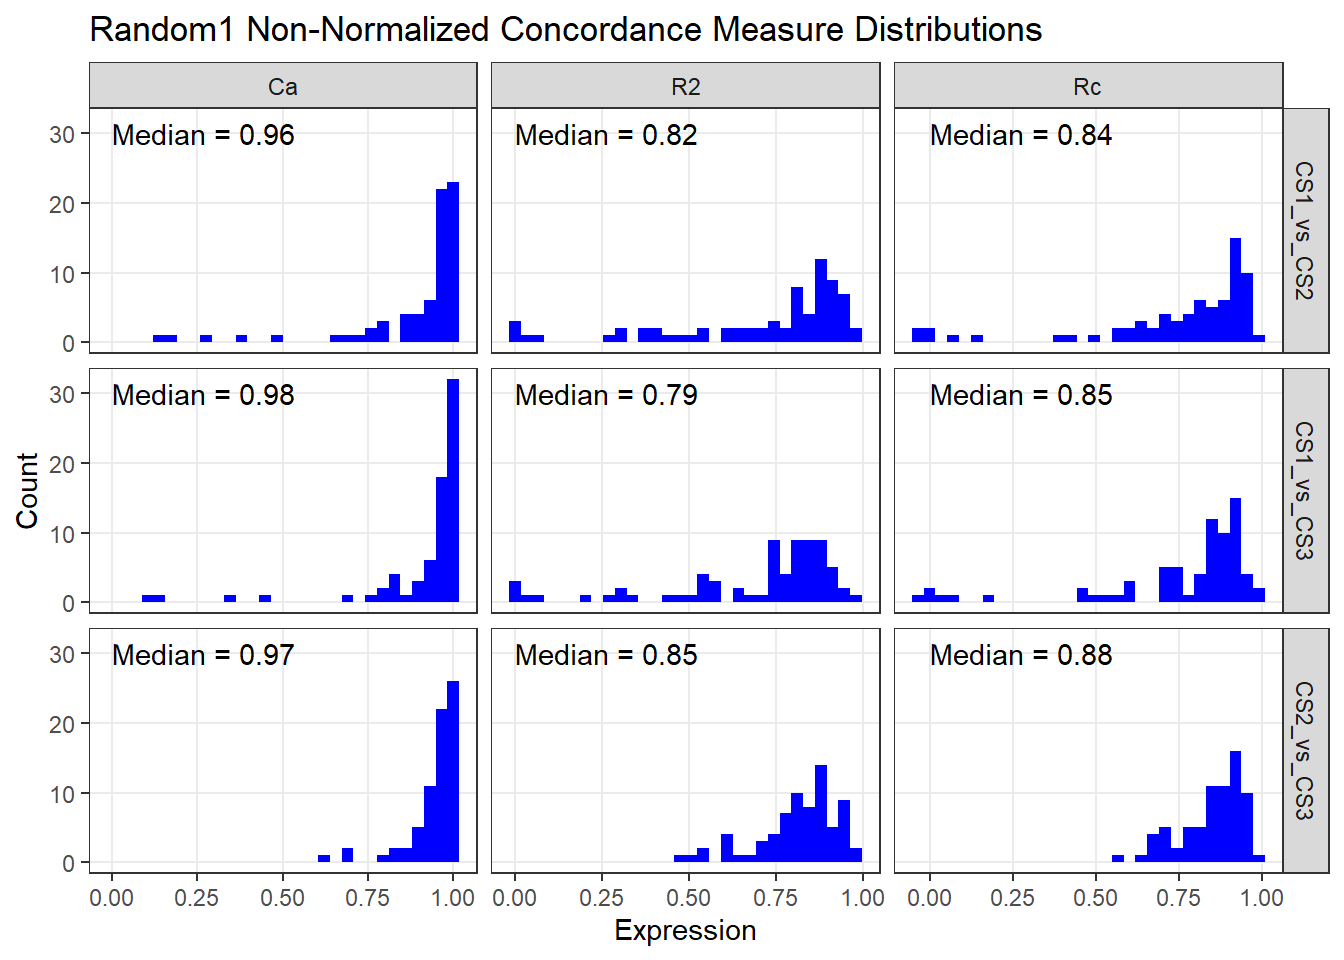 Random1 Non-Normalized Concordance Measure Distributions
Ca R2 Rc
30 Median = 0.96 Median = 0.82 Median = 0.84
20
10
0
CS1_vs_CS2
30 Median = 0.98 Median = 0.79 Median = 0.85
20
10
0
CS1_vs_CS3
Count
30 Median = 0.97 Median = 0.85 Median = 0.88
20
10
0
CS2_vs_CS3
0.00 0.25 0.50 0.75 1.00 0.00 0.25 0.50 0.75 1.00 0.00 0.25 0.50 0.75 1.00
Expression